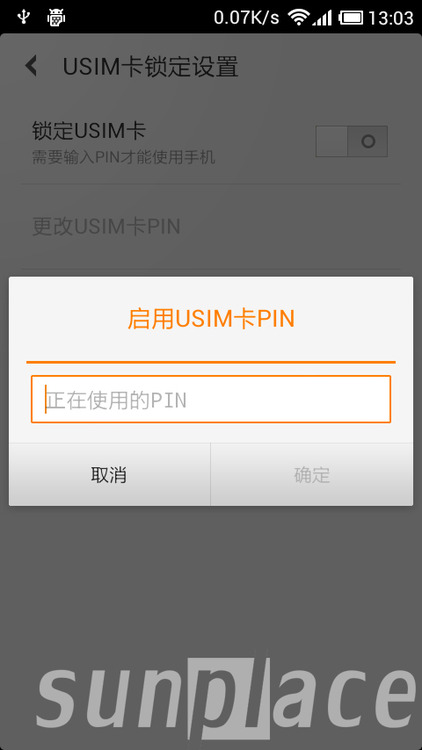 0.07K/s 13:03
USIM卡锁定设置
锁定USIM卡
需要输入PIN才能使用手机
更改USIM卡PIN
启用USIM卡PIN
正在使用的PIN
取消 确定
sunplace